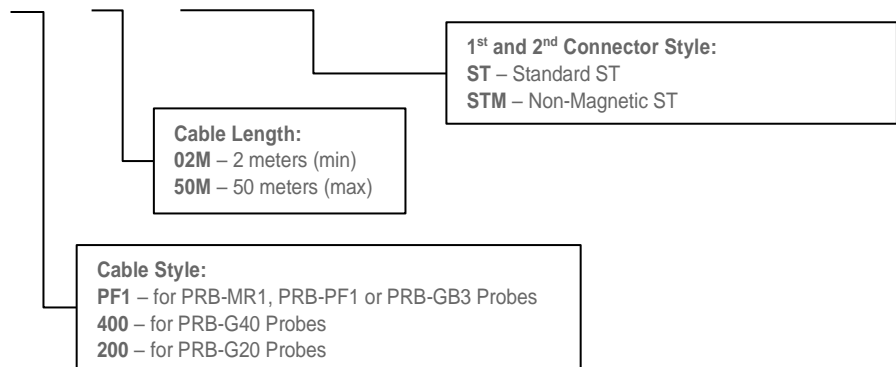 1st and 2nd Connector Style:
ST – Standard ST
STM – Non-Magnetic ST
Cable Length:
02M – 2 meters (min)
50M – 50 meters (max)
Cable Style:
PF1 – for PRB-MR1, PRB-PF1 or PRB-GB3 Probes
400 – for PRB-G40 Probes
200 – for PRB-G20 Probes